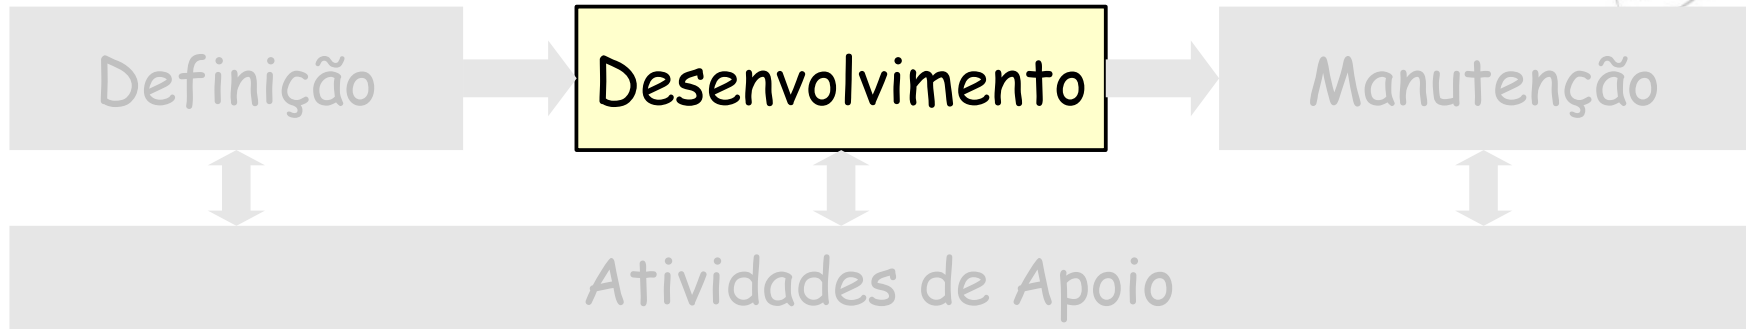 Definição
Desenvolvimento
Manutenção
Atividades de Apoio